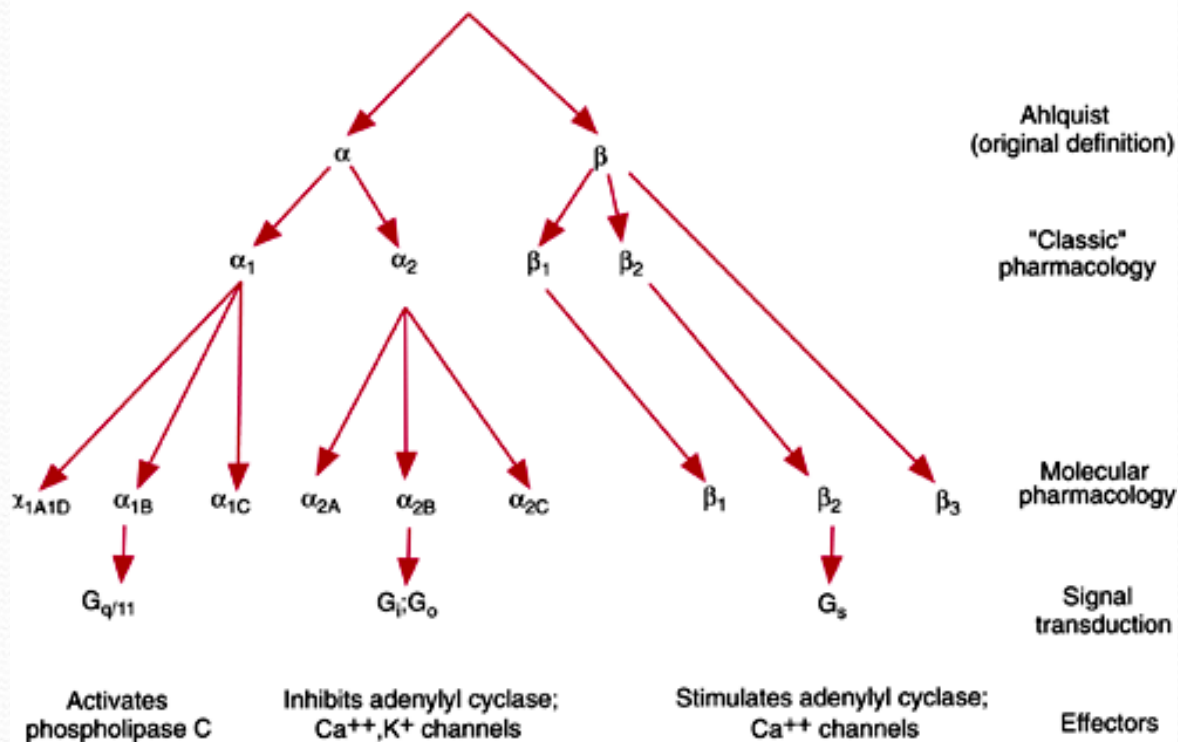 Ahlquist
(original definition)
α β
"Classic"
pharmacology
α1 α2 β1 β2
Molecular
pharmacology
α1A1D α1B α1C α2A α2B α2C β1 β2 β3
Gq/11 Gi;Go Gs
Signal
transduction
Activates
phospholipase C
Inhibits adenylyl cyclase;
Ca++,K+ channels
Stimulates adenylyl cyclase;
Ca++ channels
Effectors